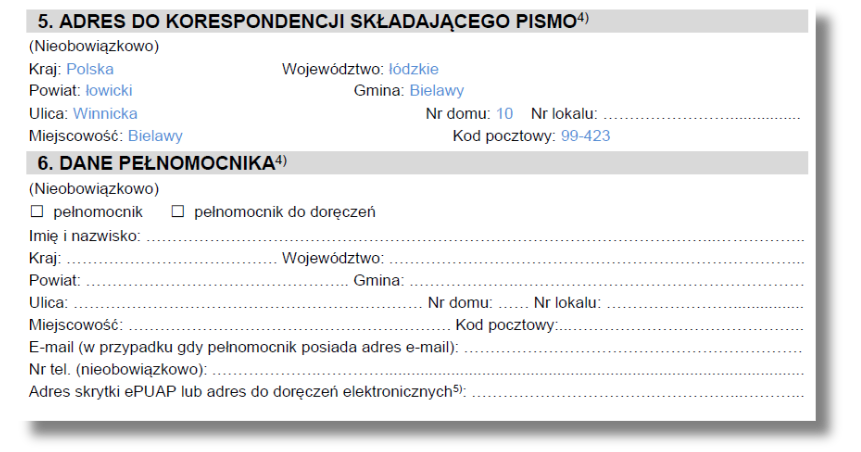 5. ADRES DO KORESPONDENCJI SKŁADAJĄCEGO PISMO4)
(Nieobowiązkowo)
Kraj: Polska Województwo: łódzkie
Powiat: łowicki Gmina: Bielawy
Ulica: Winnicka Nr domu: 10 Nr lokalu: ……………………................
Miejscowość: Bielawy Kod pocztowy: 99-423
6. DANE PEŁNOMOCNIKA4)
(Nieobowiązkowo)
☐ pełnomocnik ☐ pełnomocnik do doręczeń
Imię i nazwisko: ……………………………………………………………………
Kraj: ……………………………… Województwo: ……………………………………………
Powiat: ……………………………… Gmina: ……………………………………………
Ulica: ……………………………………… Nr domu: …… Nr lokalu: ……………………......
Miejscowość: ……………………………………… Kod pocztowy:..……………………………
E-mail (w przypadku gdy pełnomocnik posiada adres e-mail): ……………………………………
Nr tel. (nieobowiązkowo): ……………………………………………………………………
Adres skrytki ePUAP lub adres do doręczeń elektronicznych5): ……………………………………